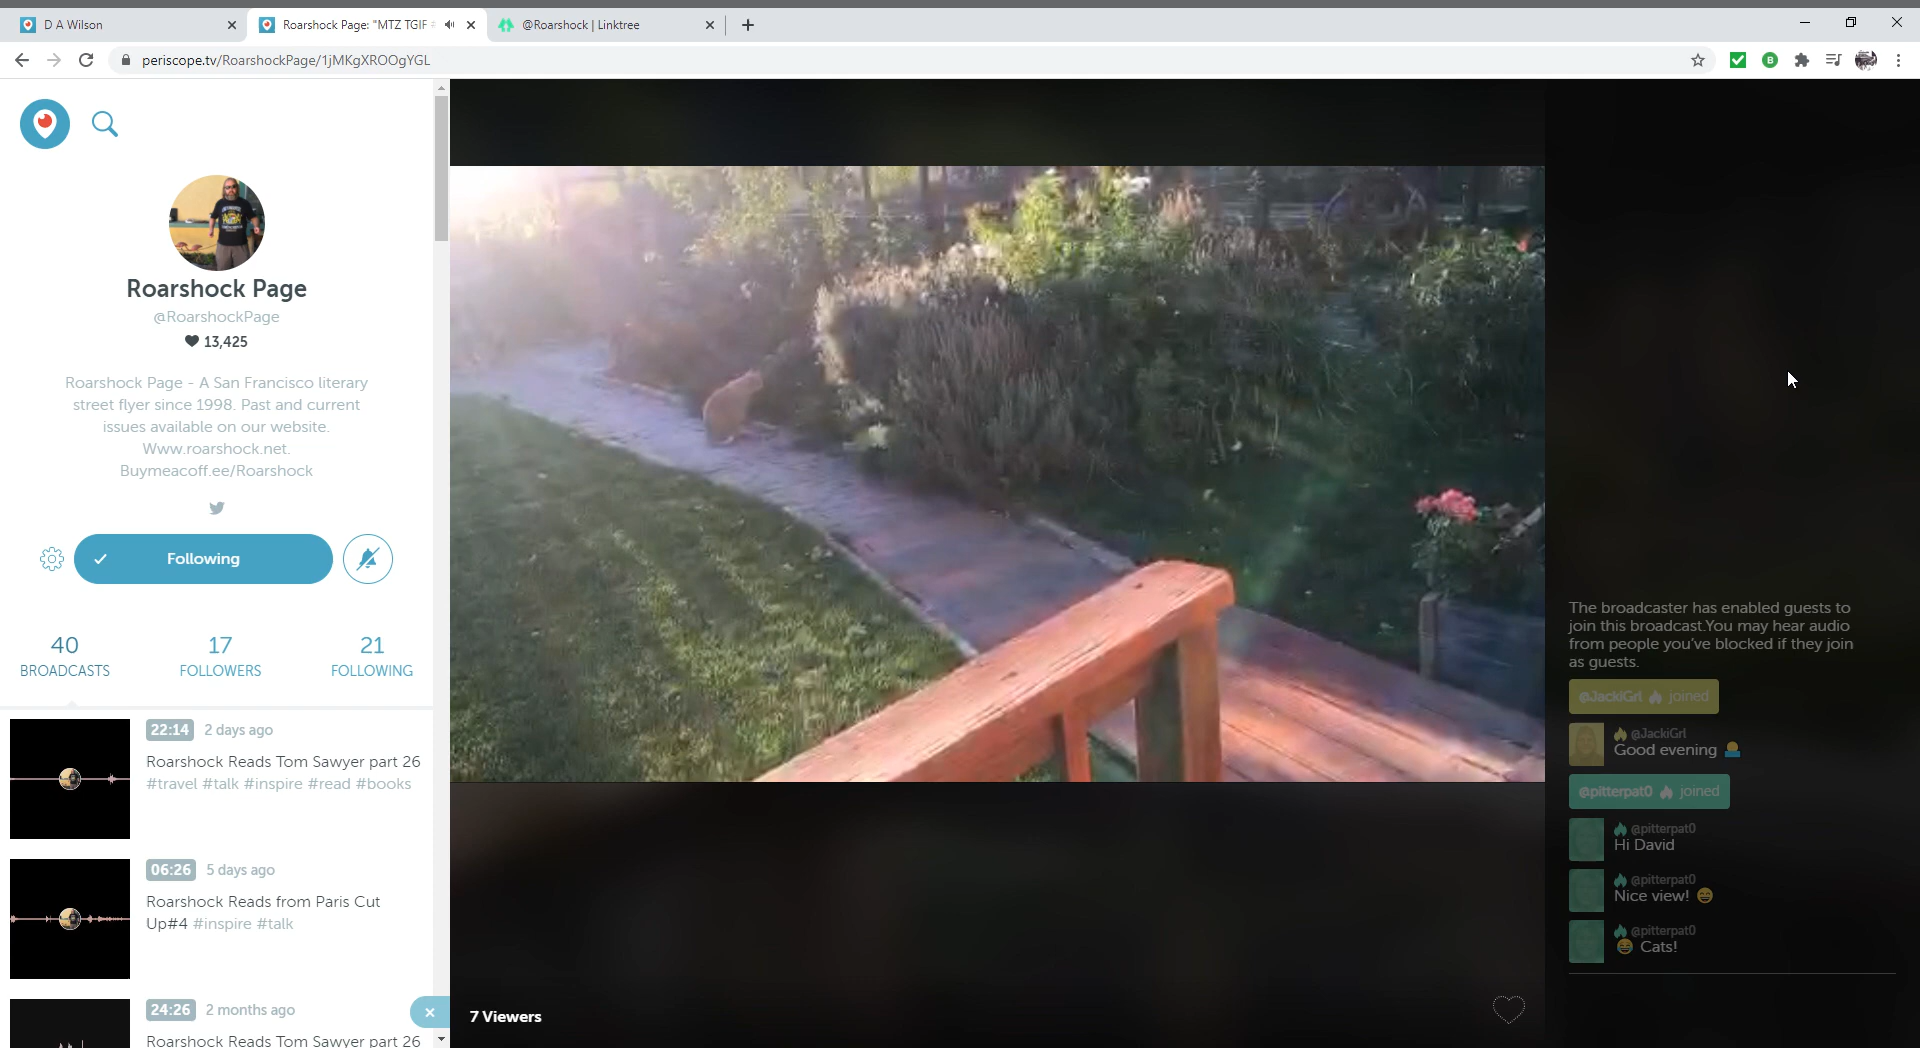 D A Wilson
Roarshock Page: "MTZ TGIF
@Roarshock | Linktree
periscope.tv/RoarshockPage/1jMKgXROOgYGL
B
Roarshock Page
@RoarshockPage
13,425
Roarshock Page - A San Francisco literary
street flyer since 1998. Past and current
issues available on our website.
Www.roarshock.net.
Buymeacoff.ee/Roarshock
Following
40
BROADCASTS
17
FOLLOWERS
21
FOLLOWING
22:14 2 days ago
Roarshock Reads Tom Sawyer part 26
#travel #talk #inspire #read #books
06:26 5 days ago
Roarshock Reads from Paris Cut
Up#4 #inspire #talk
24:26 2 months ago
Roarshock Reads Tom Sawyer part 26
7 Viewers
The broadcaster has enabled guests to
join this broadcast.You may hear audio
from people you've blocked if they join
as guests.
@JackiGrl joined
@JackiGrl
Good evening
@pitterpat0 joined
@pitterpat0
Hi David
@pitterpat0
Nice view! 😄
@pitterpat0
😄 Cats!